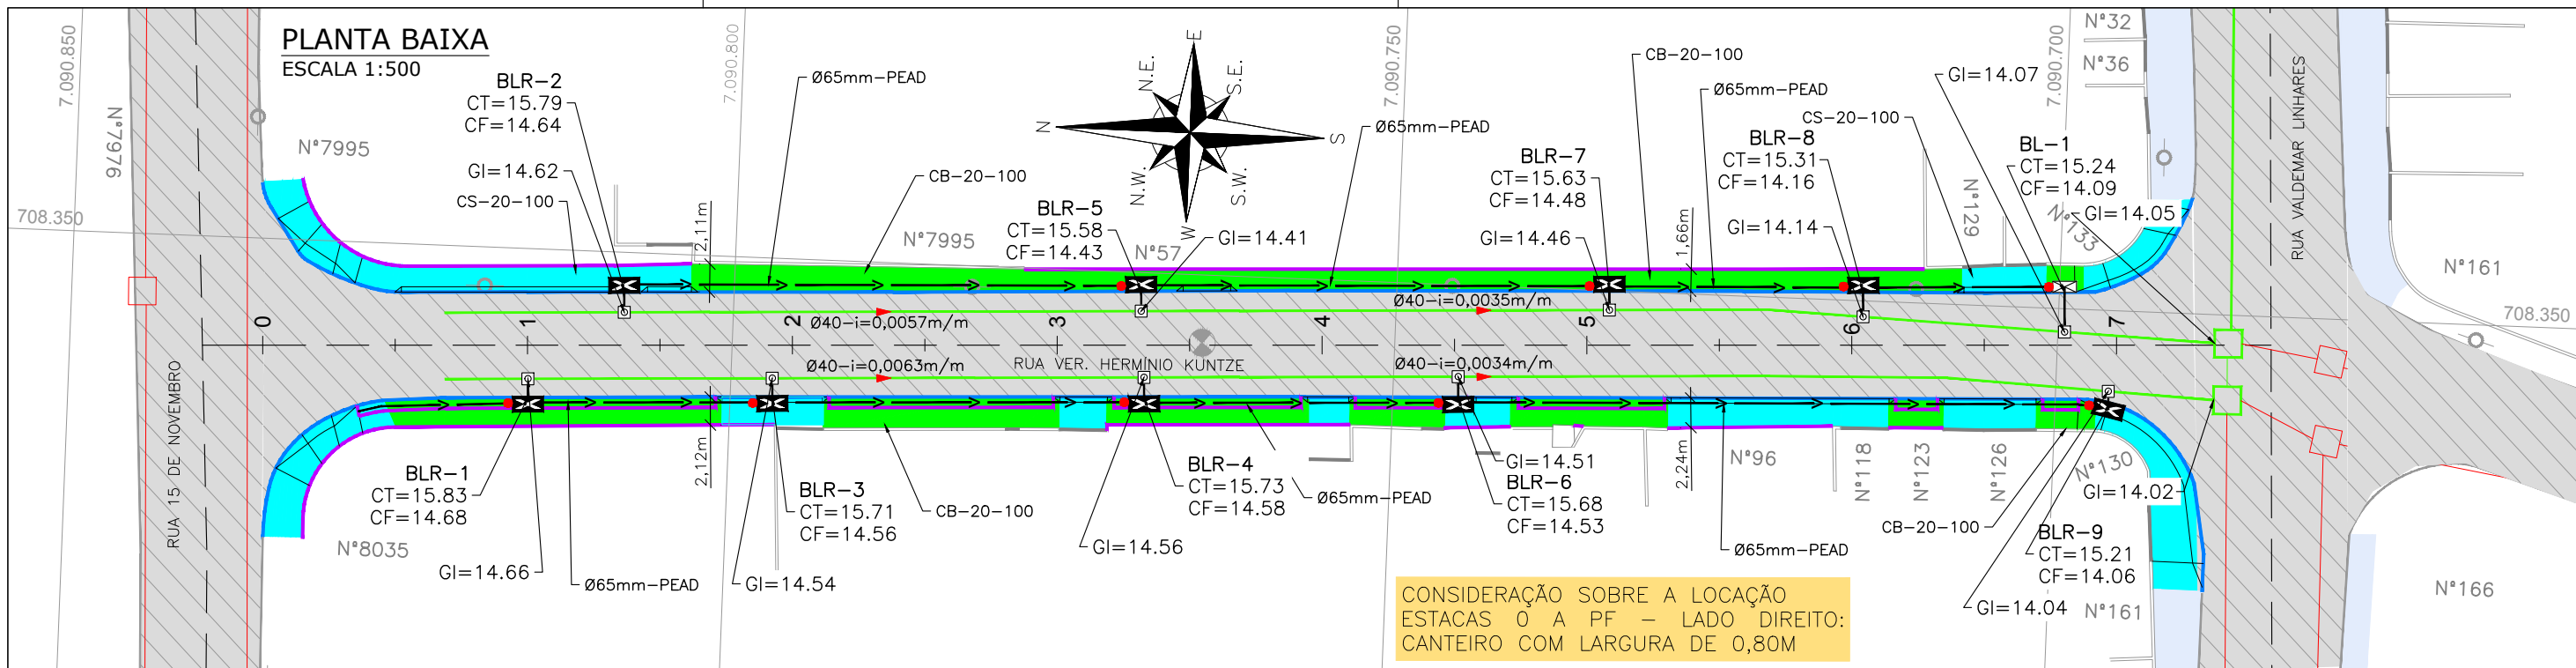 PLANTA BAIXA
ESCALA 1:500
7.090.850
7.090.800
7.090.750
7.090.700
708.350
708.350
N°7976
N°7995
BLR-2
CT=15.79
CF=14.64
GI=14.62
CS-20-100
Ø65mm-PEAD
CB-20-100
2,11m
N°7995
N
N.E.
E
S.E.
S
S.W.
W
N.W.
BLR-5
CT=15.58
CF=14.43
N°57
GI=14.41
Ø65mm-PEAD
BLR-7
CT=15.63
CF=14.48
GI=14.46
CB-20-100
Ø65mm-PEAD
1,66m
BLR-8
CT=15.31
CF=14.16
GI=14.14
CS-20-100
GI=14.07
N°129
BL-1
CT=15.24
CF=14.09
N°133
GI=14.05
N°32
N°36
RUA VALDEMAR LINHARES
N°161
Ø40-i=0,0057m/m
Ø40-i=0,0035m/m
0
1
2
3
4
5
6
7
Ø40-i=0,0063m/m
RUA VER. HERMÍNIO KUNTZE
Ø40-i=0,0034m/m
RUA 15 DE NOVEMBRO
N°8035
BLR-1
CT=15.83
CF=14.68
GI=14.66
Ø65mm-PEAD
2,12m
GI=14.54
BLR-3
CT=15.71
CF=14.56
CB-20-100
GI=14.56
BLR-4
CT=15.73
CF=14.58
Ø65mm-PEAD
GI=14.51
BLR-6
CT=15.68
CF=14.53
2,24m
N°96
Ø65mm-PEAD
N°118
N°123
N°126
N°130
CB-20-100
GI=14.02
BLR-9
CT=15.21
CF=14.06
GI=14.04
N°161
N°166
CONSIDERAÇÃO SOBRE A LOCAÇÃO
ESTACAS 0 A PF – LADO DIREITO:
CANTEIRO COM LARGURA DE 0,80M